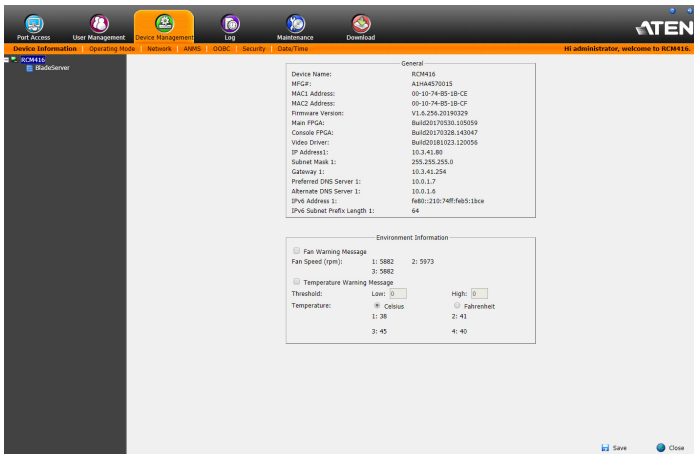 ATEN
Port Access User Management Device Management Log Maintenance Download
Device Information Operating Mode Network ANMS OOBC Security Date/Time Hi administrator, welcome to RCM416.
RCM416
BladeServer
General
Device Name: RCM416
MFG#: A1HA4570015
MAC1 Address: 00-10-74-B5-1B-CE
MAC2 Address: 00-10-74-B5-1B-CF
Firmware Version: V1.6.256.20190329
Main FPGA: Build20170530.105059
Console FPGA: Build20170328.143047
Video Driver: Build20181023.120056
IP Address1: 10.3.41.80
Subnet Mask 1: 255.255.255.0
Gateway 1: 10.3.41.254
Preferred DNS Server 1: 10.0.1.7
Alternate DNS Server 1: 10.0.1.6
IPv6 Address 1: fe80::210:74ff:feb5:1bce
IPv6 Subnet Prefix Length 1: 64
Environment Information
Fan Warning Message
Fan Speed (rpm): 1: 5882 2: 5973
3: 5882
Temperature Warning Message
Threshold: Low: 0 High: 0
Temperature: Celsius Fahrenheit
1: 38 2: 41
3: 45 4: 40
Save Close